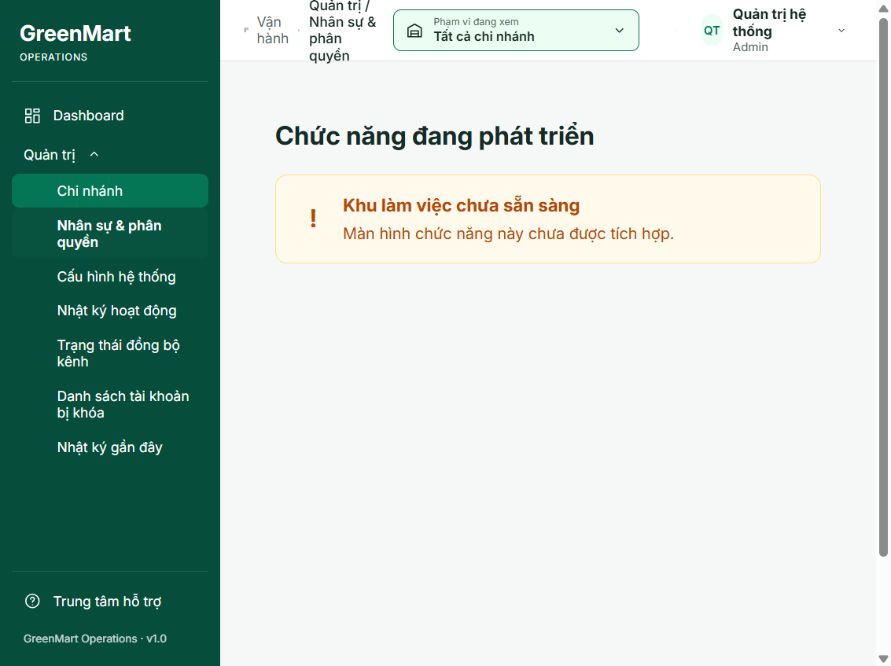 GreenMart
OPERATIONS
Dashboard
Quản trị
Chi nhánh
Nhân sự & phân
quyền
Cấu hình hệ thống
Nhật ký hoạt động
Trạng thái đồng bộ
kênh
Danh sách tài khoản
bị khóa
Nhật ký gần đây
Trung tâm hỗ trợ
GreenMart Operations · v1.0
Vận
hành
Quản trị /
Nhân sự &
phân
quyền
Phạm vi đang xem
Tất cả chi nhánh
QT
Quản trị hệ
thống
Admin
Chức năng đang phát triển
!
Khu làm việc chưa sẵn sàng
Màn hình chức năng này chưa được tích hợp.